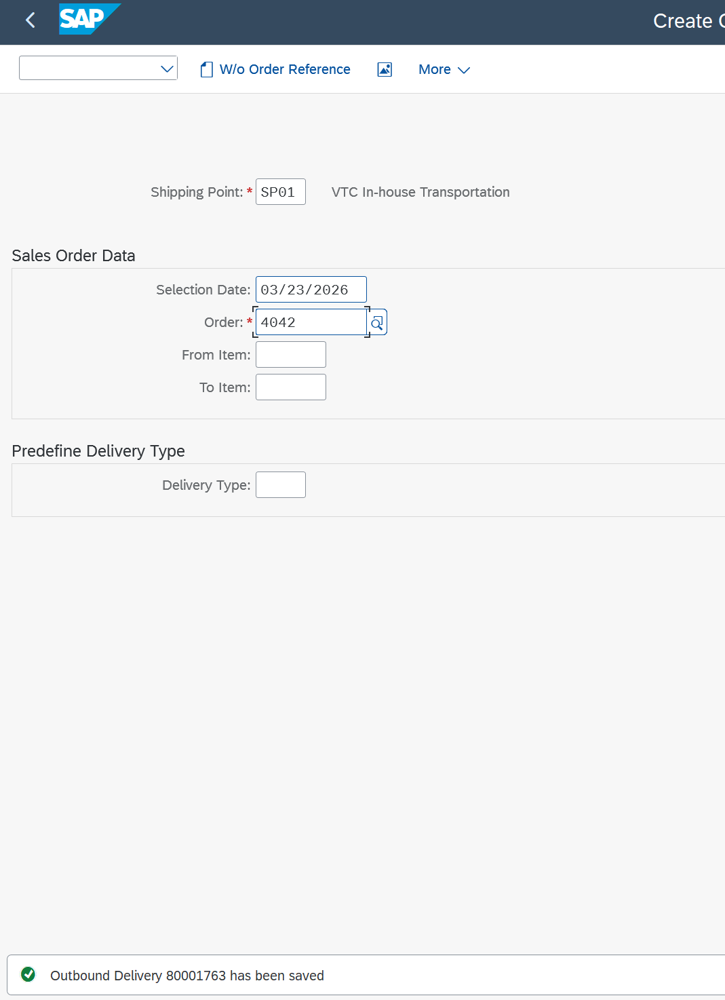 SAP
Create
W/o Order Reference
More
Shipping Point: * SP01 VTC In-house Transportation
Sales Order Data
Selection Date: 03/23/2026
Order: * 4042
From Item:
To Item:
Predefine Delivery Type
Delivery Type:
Outbound Delivery 80001763 has been saved